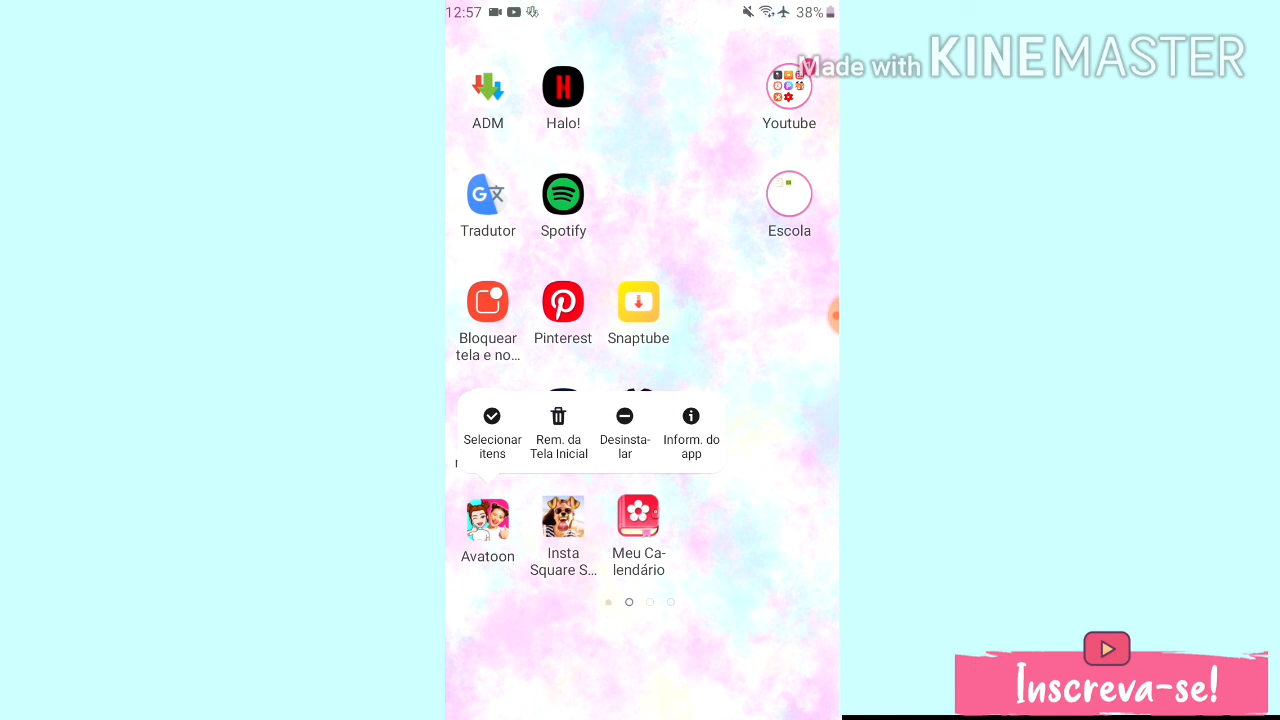 12:57
38%
Made with KINEMASTER
ADM
Halo!
Youtube
Tradutor
Spotify
Escola
Bloquear
tela e no...
Pinterest
Snaptube
Selecionar
itens
Rem. da
Tela Inicial
Desinsta-
lar
Inform. do
app
Avatoon
Insta
Square S...
Meu Ca-
lendário
Inscreva-se!